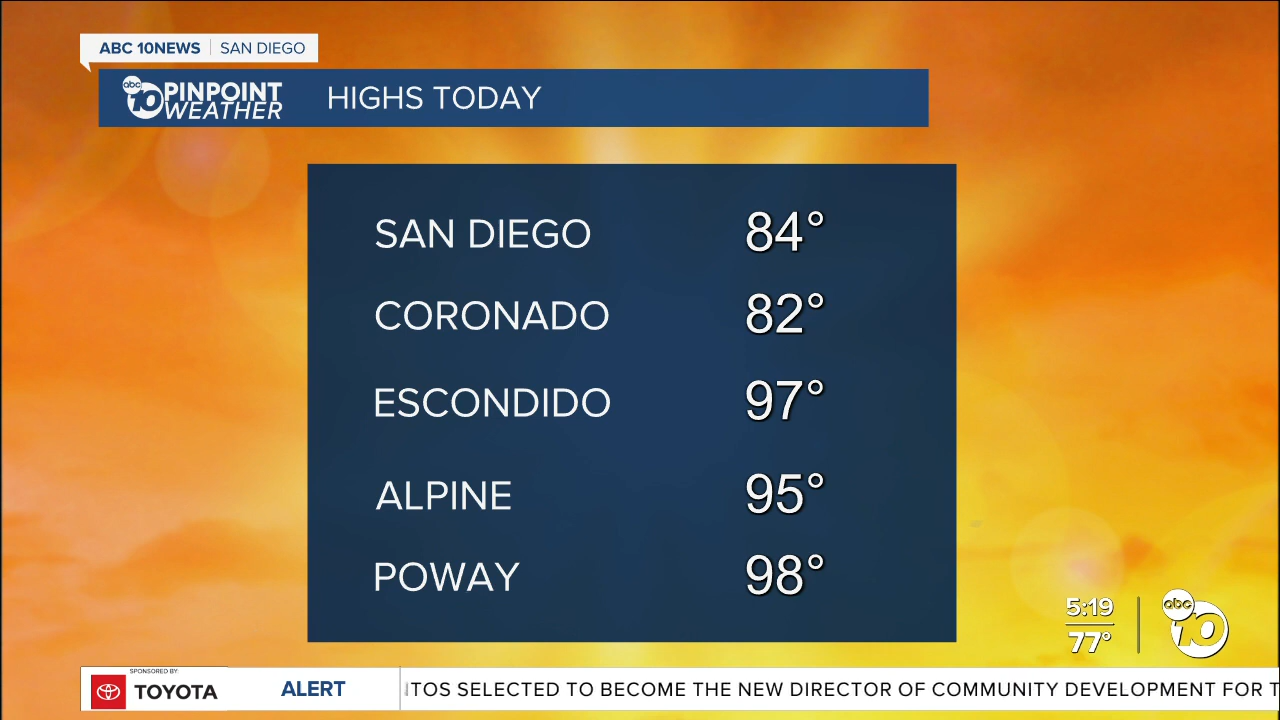 ABC 10NEWS SAN DIEGO
abc 10 PINPOINT WEATHER
HIGHS TODAY
SAN DIEGO 84°
CORONADO 82°
ESCONDIDO 97°
ALPINE 95°
POWAY 98°
5:19
77°
abc 10
SPONSORED BY:
TOYOTA
ALERT
ITOS SELECTED TO BECOME THE NEW DIRECTOR OF COMMUNITY DEVELOPMENT FOR T